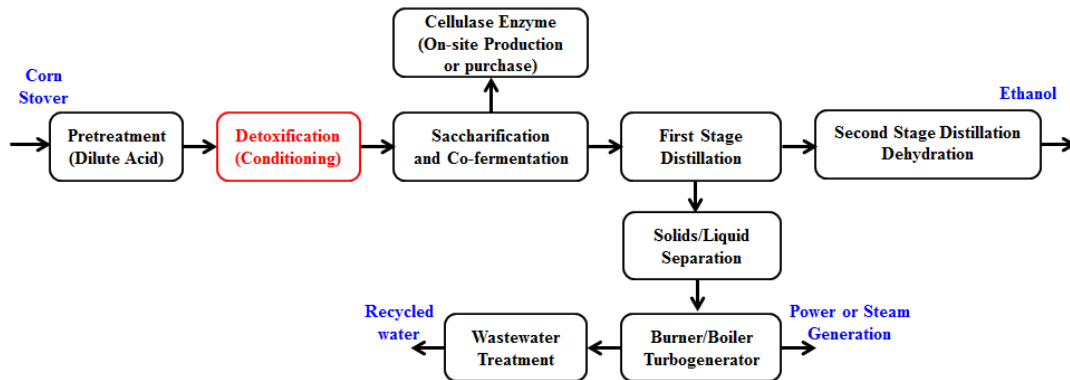 Cellulase Enzyme
(On-site Production
or purchase)
Corn
Stover
Ethanol
Pretreatment
(Dilute Acid)
Detoxification
(Conditioning)
Saccharification
and Co-fermentation
First Stage
Distillation
Second Stage Distillation
Dehydration
Solids/Liquid
Separation
Recycled
water
Wastewater
Treatment
Burner/Boiler
Turbogenerator
Power or Steam
Generation